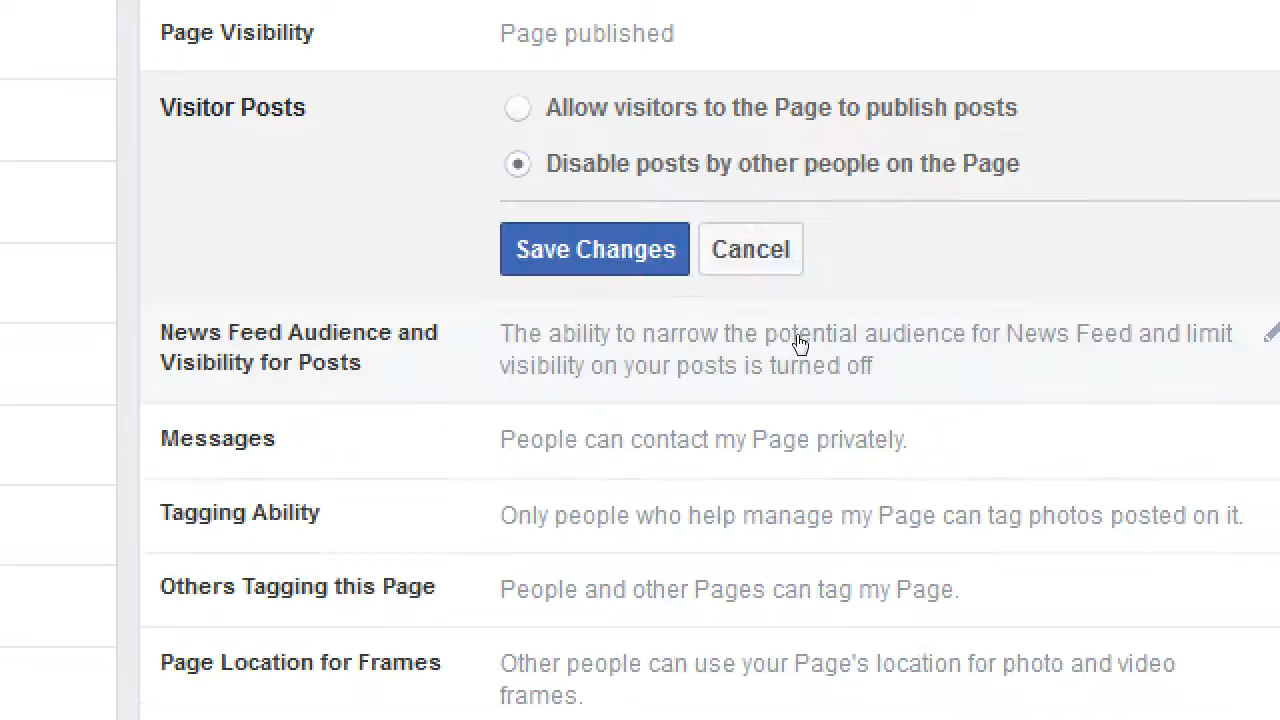 Page Visibility
Page published
Visitor Posts
Allow visitors to the Page to publish posts
Disable posts by other people on the Page
Save Changes
Cancel
News Feed Audience and
Visibility for Posts
The ability to narrow the potential audience for News Feed and limit
visibility on your posts is turned off
Messages
People can contact my Page privately.
Tagging Ability
Only people who help manage my Page can tag photos posted on it.
Others Tagging this Page
People and other Pages can tag my Page.
Page Location for Frames
Other people can use your Page's location for photo and video
frames.